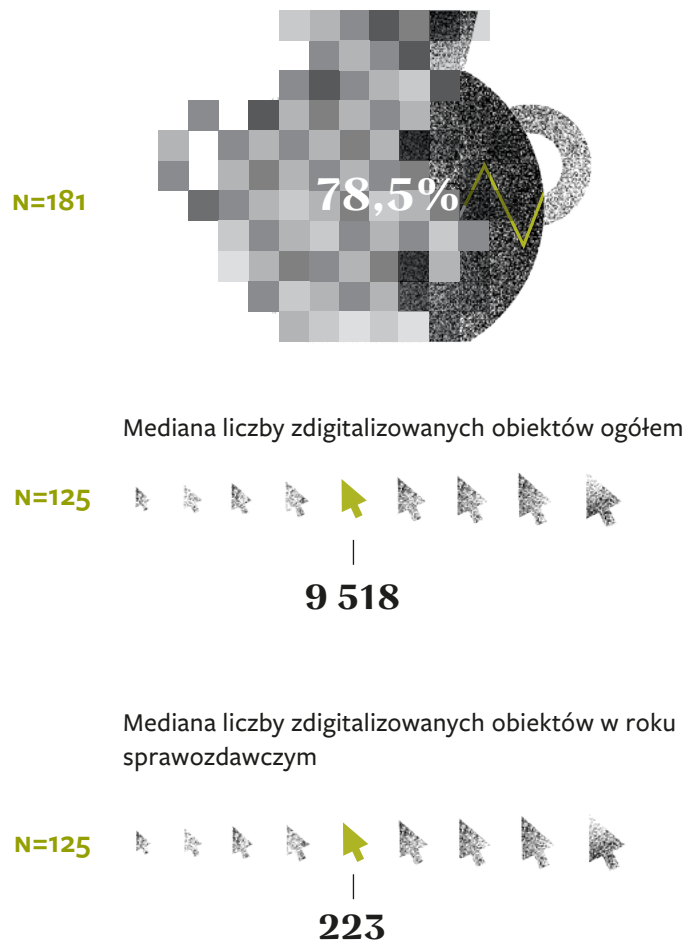 N=181
78,5%
Mediana liczby zdigitalizowanych obiektów ogółem
N=125
9 518
Mediana liczby zdigitalizowanych obiektów w roku
sprawozdawczym
N=125
223